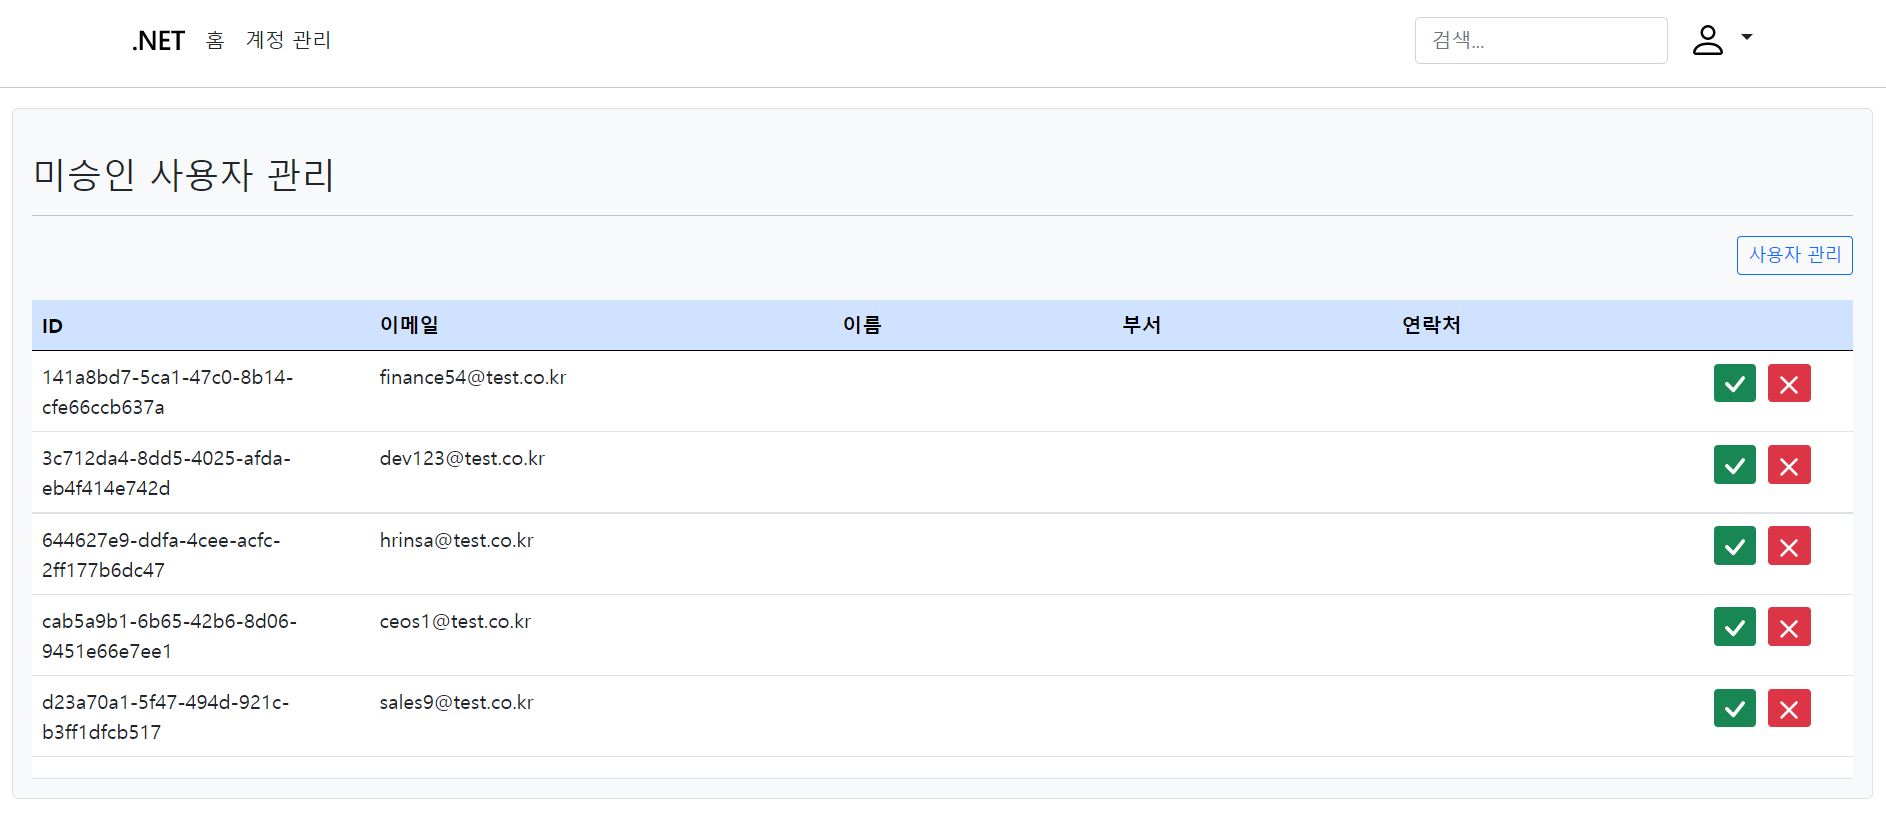 .NET 홈 계정 관리 검색...
미승인 사용자 관리
사용자 관리
ID 이메일 이름 부서 연락처
141a8bd7-5ca1-47c0-8b14- finance54@test.co.kr
cfe66ccb637a
3c712da4-8dd5-4025-afda- dev123@test.co.kr
eb4f414e742d
644627e9-ddfa-4cee-acfc- hrinsa@test.co.kr
2ff177b6dc47
cab5a9b1-6b65-42b6-8d06- ceos1@test.co.kr
9451e66e7ee1
d23a70a1-5f47-494d-921c- sales9@test.co.kr
b3ff1dfcb517